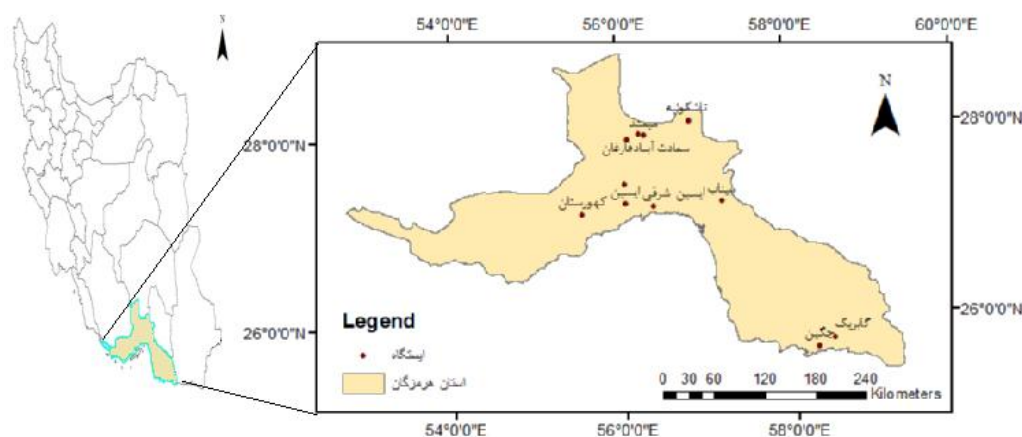 54°0'0"E 56°0'0"E 58°0'0"E 60°0'0"E
N
N
تانگوئیه
28°0'0"N
28°0'0"N
سعادت آباد فارغان
میناب
ایسین شرقی
ایسین
کهورستان
26°0'0"N
26°0'0"N
گابریک
جگین
Legend
ایستگاه
استان هرمزگان
0 30 60 120 180 240
Kilometers
54°0'0"E 56°0'0"E 58°0'0"E